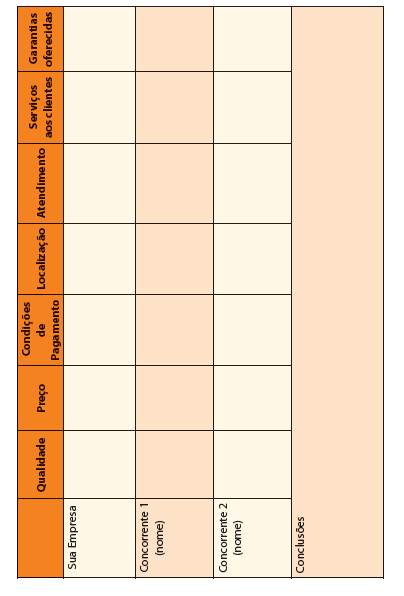 Qualidade
Preço
Condições
de
Pagamento
Localização
Atendimento
Serviços
aos clientes
Garantias
oferecidas
Sua Empresa
Concorrente 1
(nome)
Concorrente 2
(nome)
Conclusões